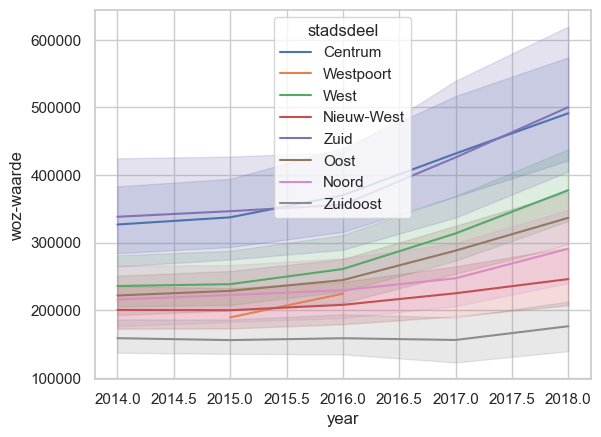 stadsdeel
Centrum
Westpoort
West
Nieuw-West
Zuid
Oost
Noord
Zuidoost
woz-waarde
600000
500000
400000
300000
200000
100000
2014.0 2014.5 2015.0 2015.5 2016.0 2016.5 2017.0 2017.5 2018.0
year